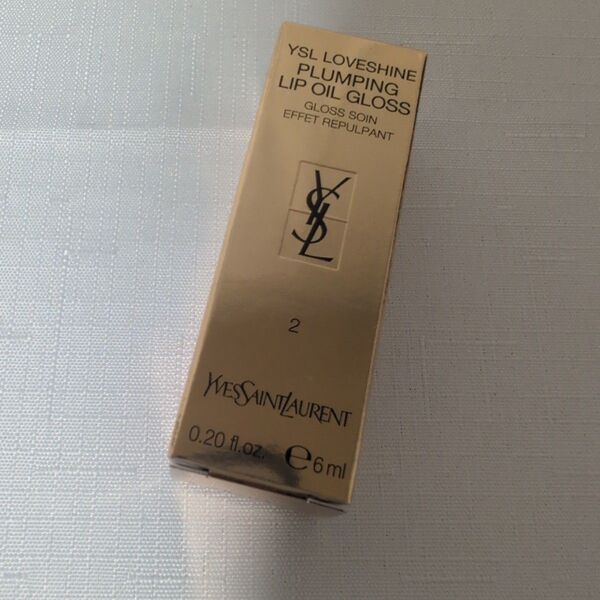 YSL LOVESHINE
PLUMPING
LIP OIL GLOSS
GLOSS SOIN
EFFET REPULPANT
YSL
2
YVESSAINTLAURENT
0.20 fl.oz. ℮6 ml